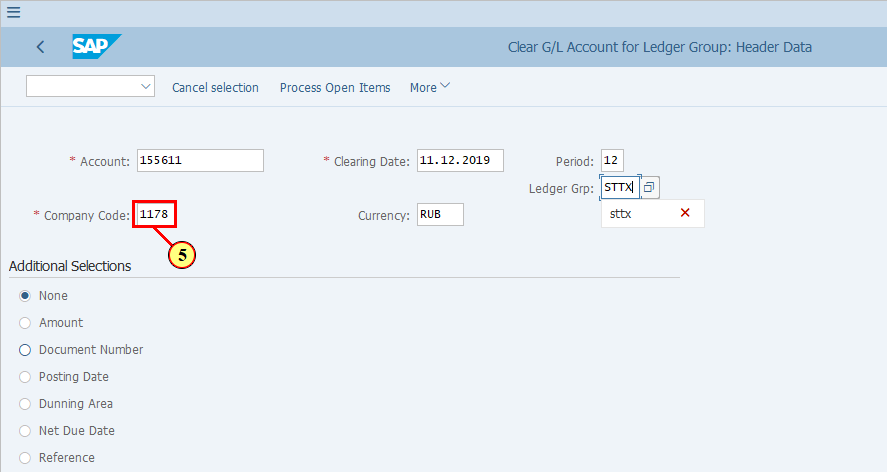 SAP
Clear G/L Account for Ledger Group: Header Data
Cancel selection Process Open Items More
* Account: 155611 * Clearing Date: 11.12.2019 Period: 12
Ledger Grp: STTX
sttx
* Company Code: 1178 Currency: RUB
5
Additional Selections
None
Amount
Document Number
Posting Date
Dunning Area
Net Due Date
Reference